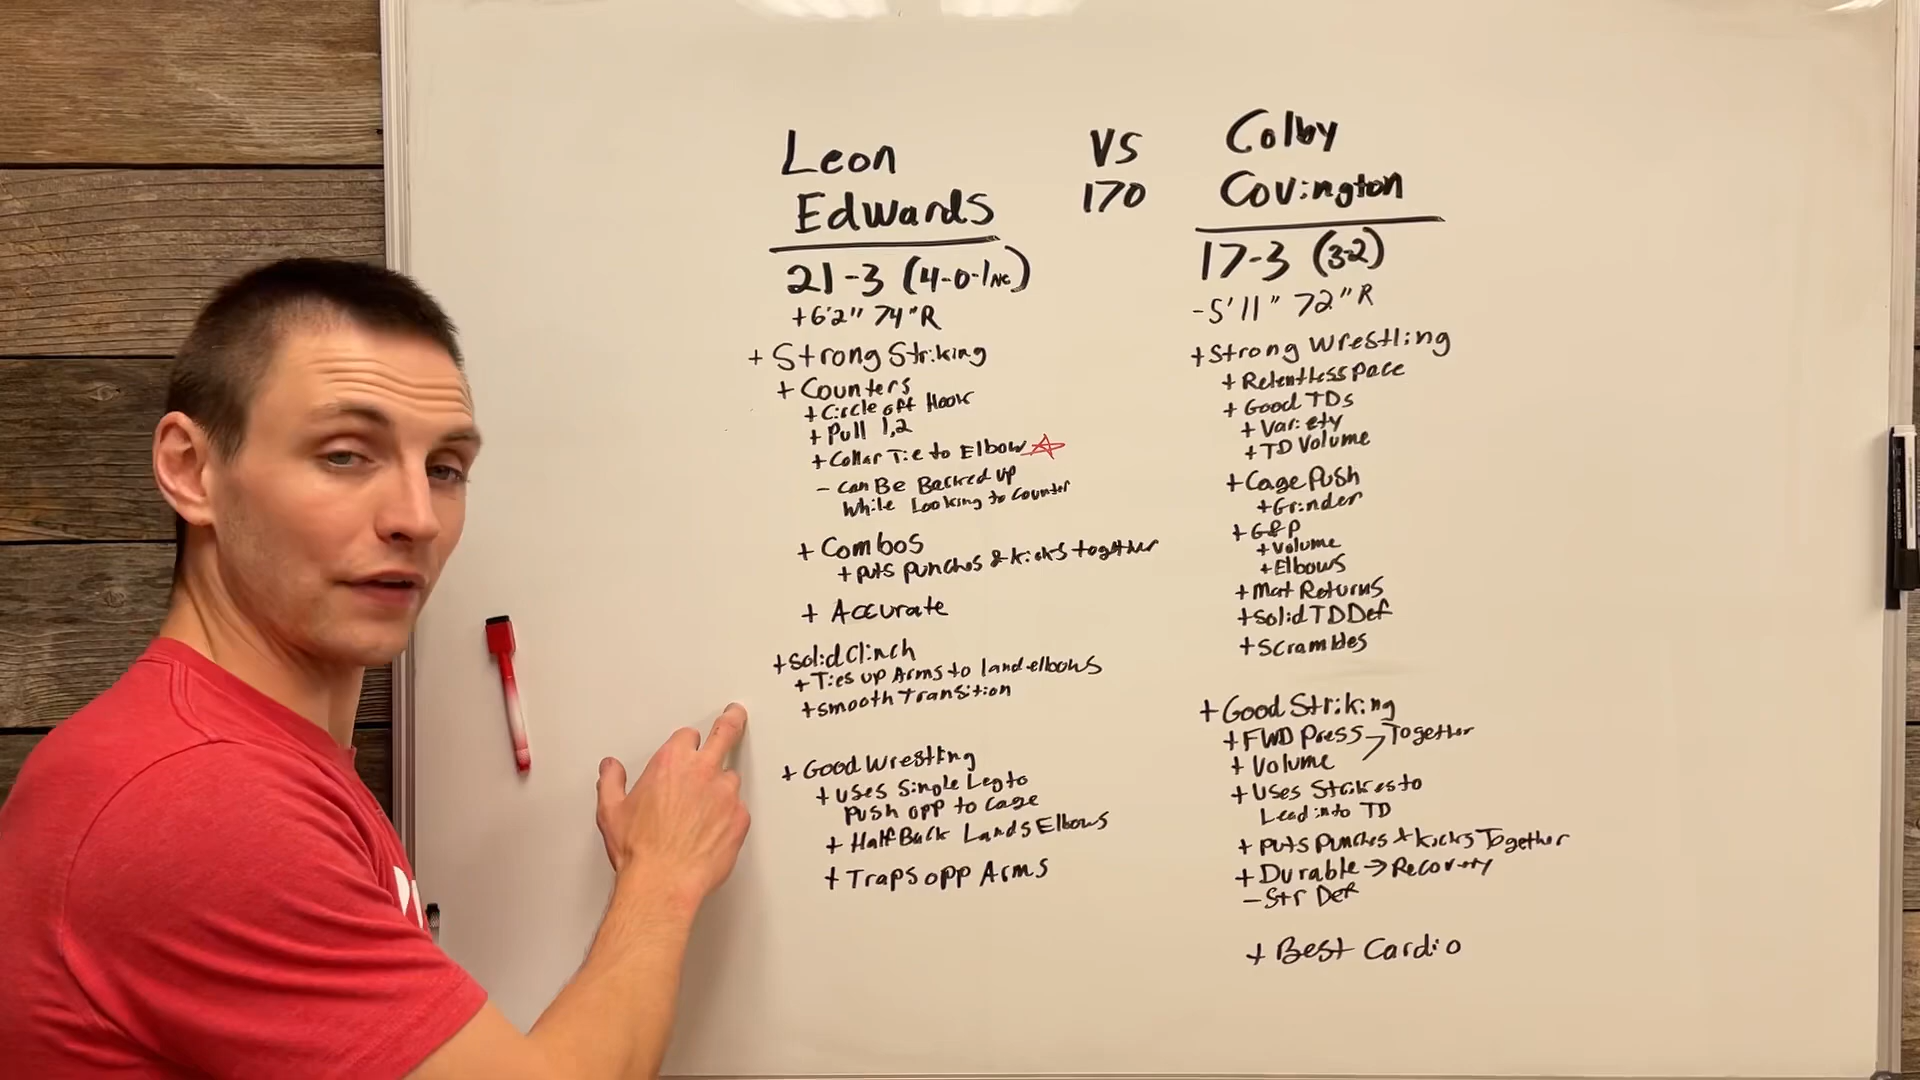 Leon
Edwards
21-3 (4-0-1NC)
+6'2" 74"R
+ Strong Striking
+ Counters
+ Circle off Hook
+ Pull 1,2
+ Collar Tie to Elbow
- Can Be Backed up
While Looking to Counter
+ Combos
+ Puts Punches & kicks together
+ Accurate
+ Solid Clinch
+ Ties up Arms to land elbows
+ Smooth Transition
+ Good Wrestling
+ Uses Single Leg to
Push opp to Cage
+ Half Back Lands Elbows
+ Traps opp Arms
VS
170
Colby
Covington
17-3 (3-2)
-5'11" 72"R
+ Strong Wrestling
+ Relentless Pace
+ Good TDs
+ Variety
+ TD Volume
+ Cage Push
+ Grinder
+ G&P
+ Volume
+ Elbows
+ Mat Returns
+ Solid TD Def
+ Scrambles
+ Good Striking
+ FWD Press Together
+ Volume
+ Uses Strikes to
Lead into TD
+ Puts Punches + kicks Together
+ Durable → Recovery
- Str Def
+ Best Cardio